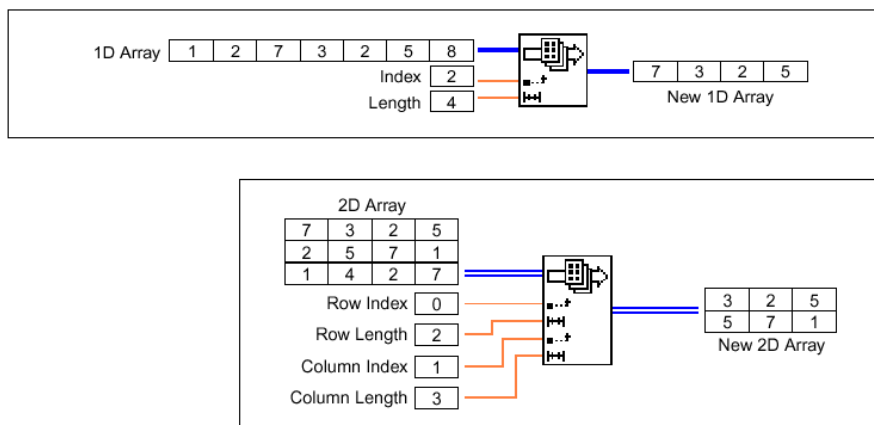 1D Array 1 2 7 3 2 5 8
Index 2
Length 4
7 3 2 5
New 1D Array
2D Array
7 3 2 5
2 5 7 1
1 4 2 7
Row Index 0
Row Length 2
Column Index 1
Column Length 3
3 2 5
5 7 1
New 2D Array